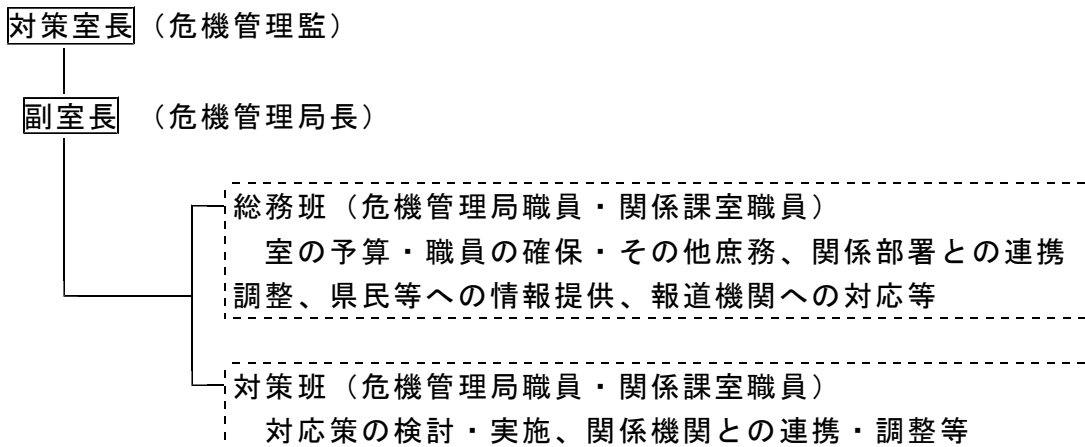 対策室長（危機管理監）
副室長（危機管理局長）
総務班（危機管理局職員・関係課室職員）
室の予算・職員の確保・その他庶務、関係部署との連携
調整、県民等への情報提供、報道機関への対応等
対策班（危機管理局職員・関係課室職員）
対応策の検討・実施、関係機関との連携・調整等